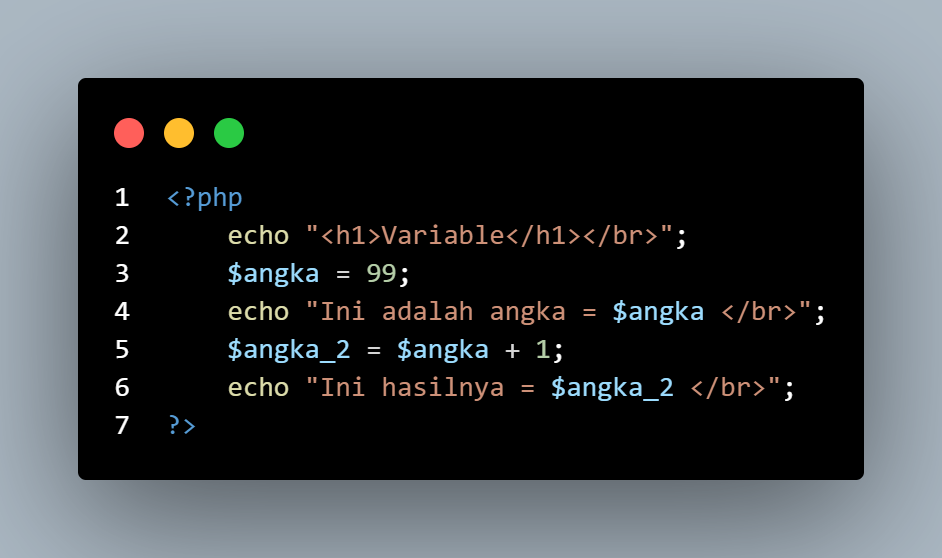 1 <?php
2     echo "<h1>Variable</h1></br>";
3     $angka = 99;
4     echo "Ini adalah angka = $angka </br>";
5     $angka_2 = $angka + 1;
6     echo "Ini hasilnya = $angka_2 </br>";
7 ?>